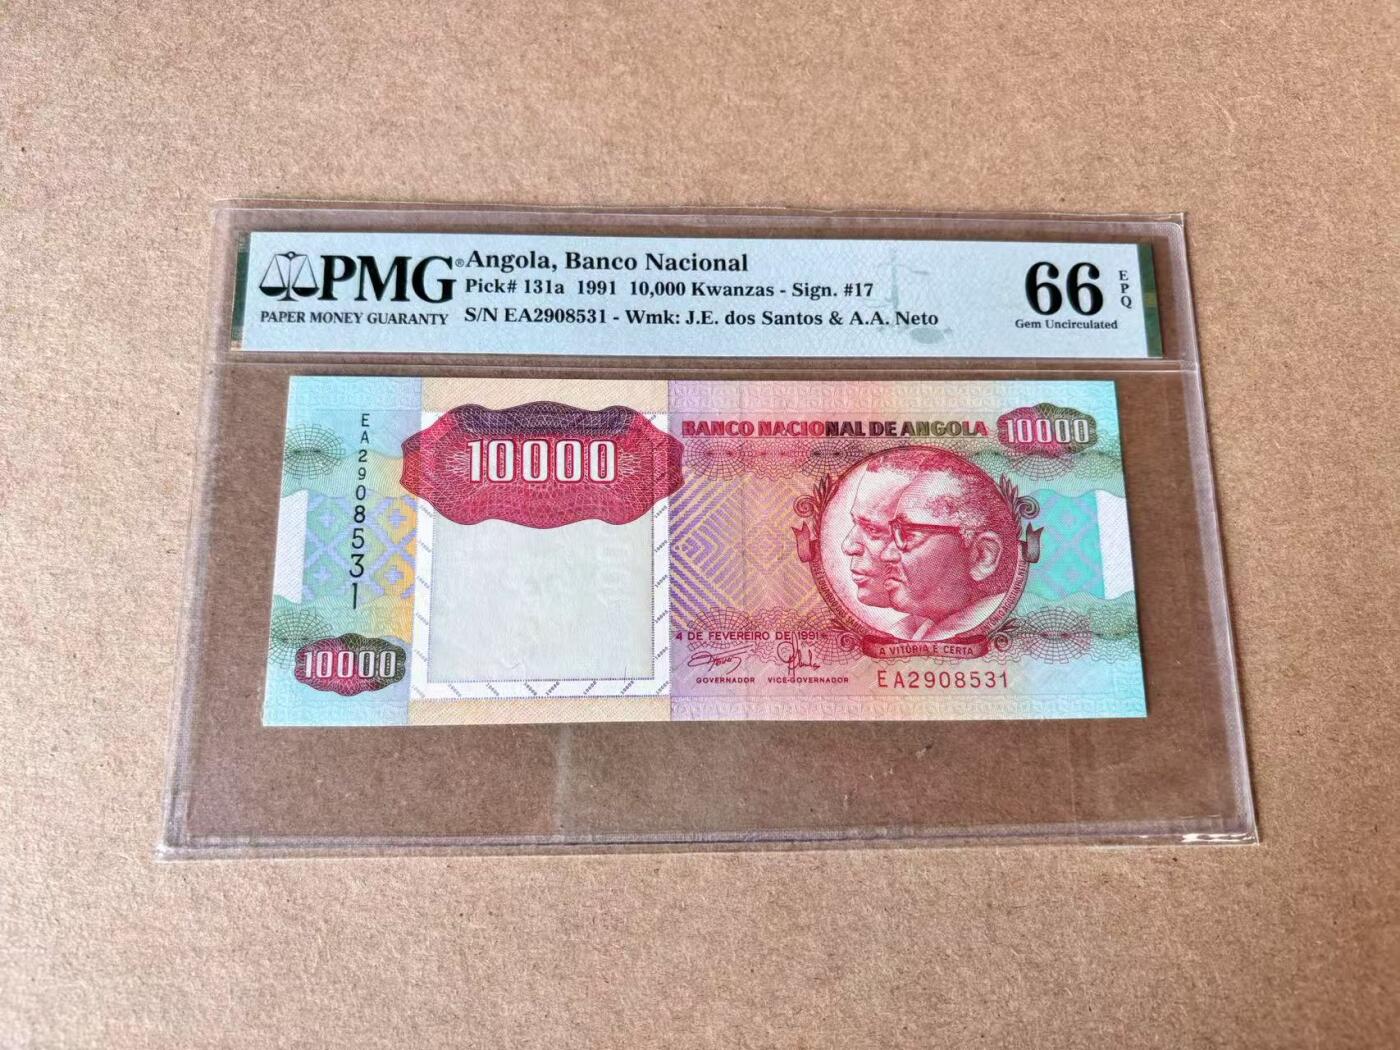 PMG®
PAPER MONEY GUARANTY
Angola, Banco Nacional
Pick# 131a 1991 10,000 Kwanzas - Sign. #17
S/N EA2908531 - Wmk: J.E. dos Santos & A.A. Neto
66
EPQ
Gem Uncirculated
EA2908531
10000
10000
BANCO NACIONAL DE ANGOLA
10000
4 DE FEVEREIRO DE 1991
GOVERNADOR VICE-GOVERNADOR
A VITÓRIA É CERTA
EA2908531